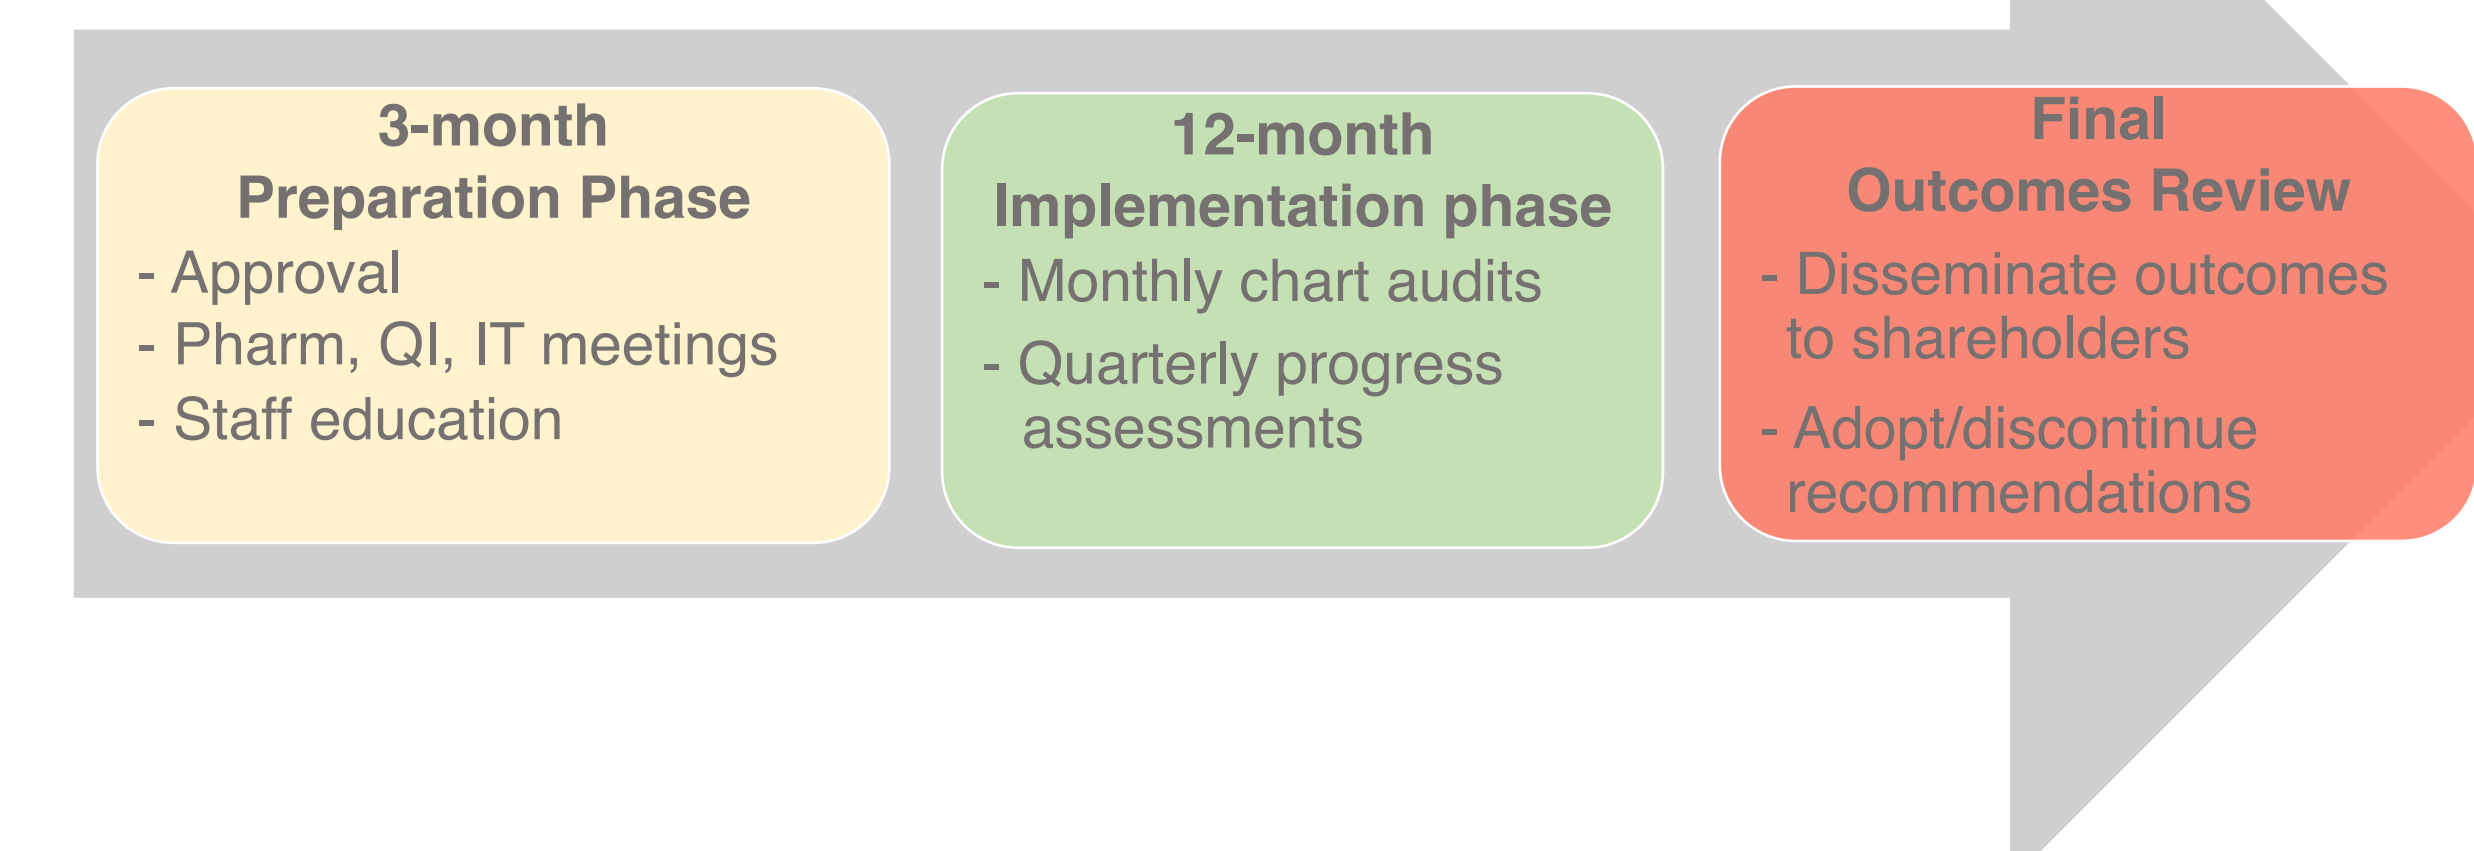 3-month
Preparation Phase
- Approval
- Pharm, QI, IT meetings
- Staff education
12-month
Implementation phase
- Monthly chart audits
- Quarterly progress
assessments
Final
Outcomes Review
- Disseminate outcomes
to shareholders
- Adopt/discontinue
recommendations